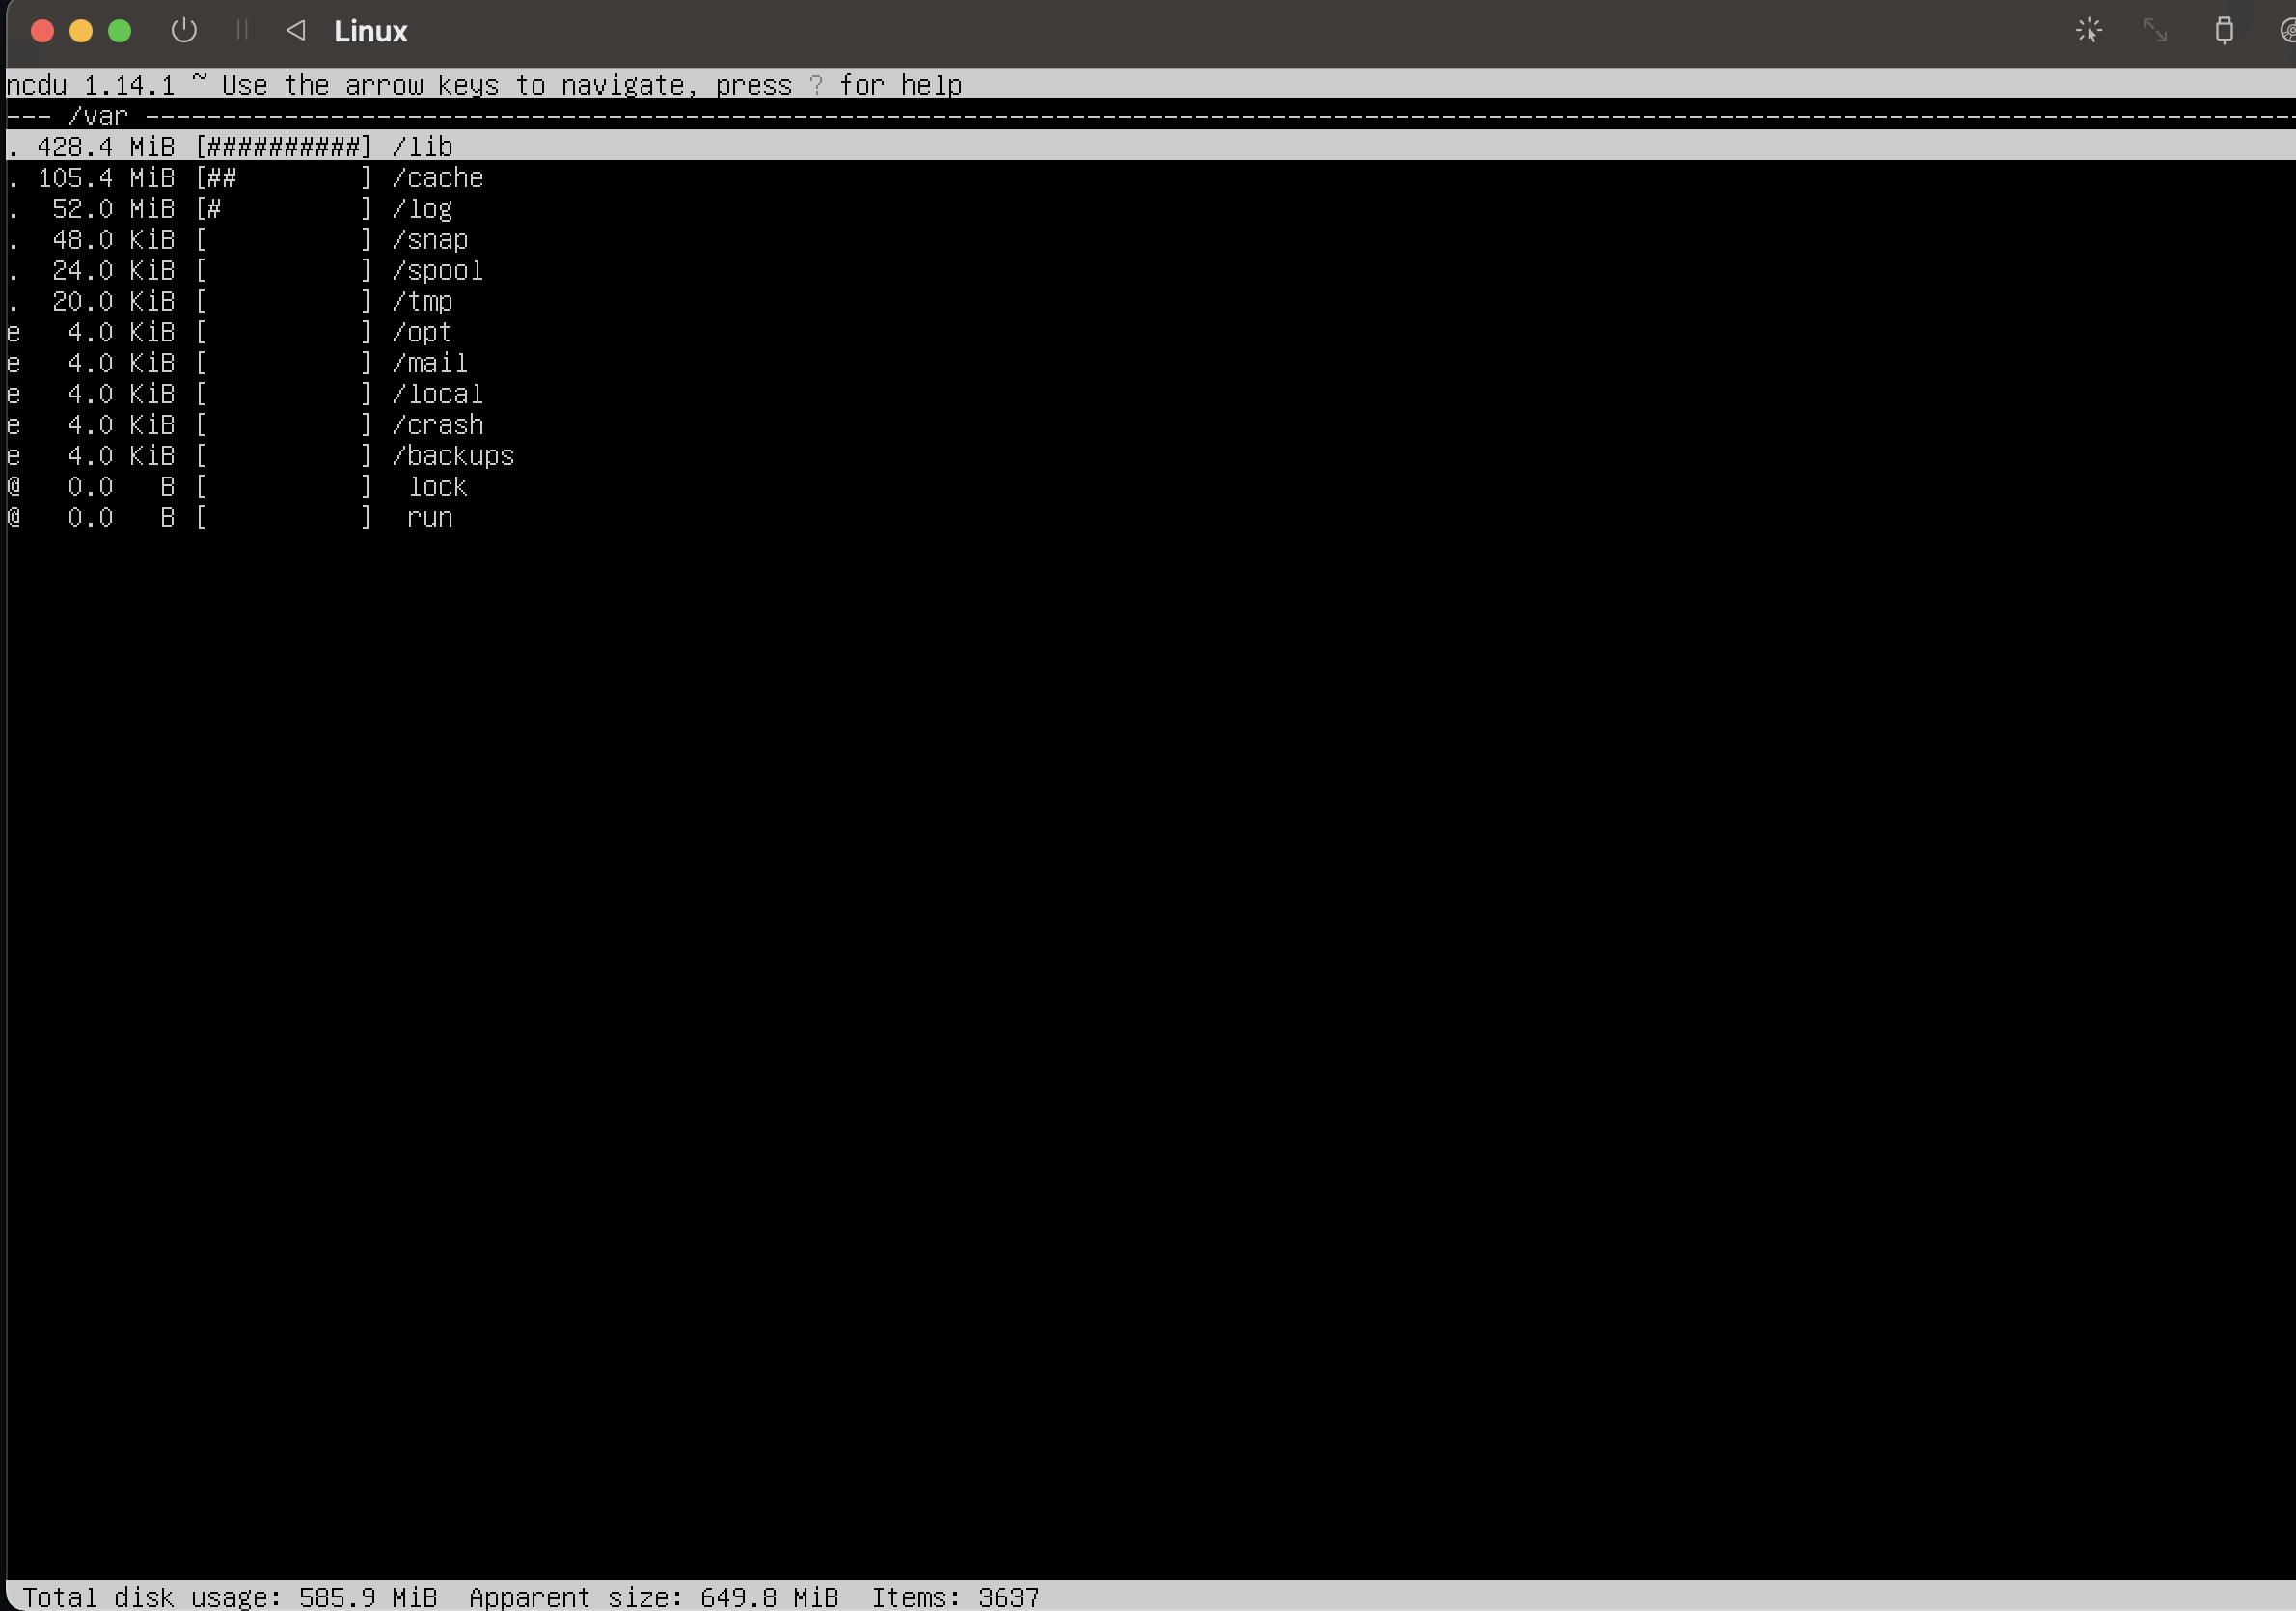 Linux
ncdu 1.14.1 ~ Use the arrow keys to navigate, press ? for help
--- /var ---------------------------------------------------------------------------------------------------------------------------------------------
. 428.4 MiB [##########] /lib
. 105.4 MiB [##        ] /cache
.  52.0 MiB [#         ] /log
.  48.0 KiB [          ] /snap
.  24.0 KiB [          ] /spool
.  20.0 KiB [          ] /tmp
e   4.0 KiB [          ] /opt
e   4.0 KiB [          ] /mail
e   4.0 KiB [          ] /local
e   4.0 KiB [          ] /crash
e   4.0 KiB [          ] /backups
@   0.0   B [          ]  lock
@   0.0   B [          ]  run
Total disk usage: 585.9 MiB  Apparent size: 649.8 MiB  Items: 3637